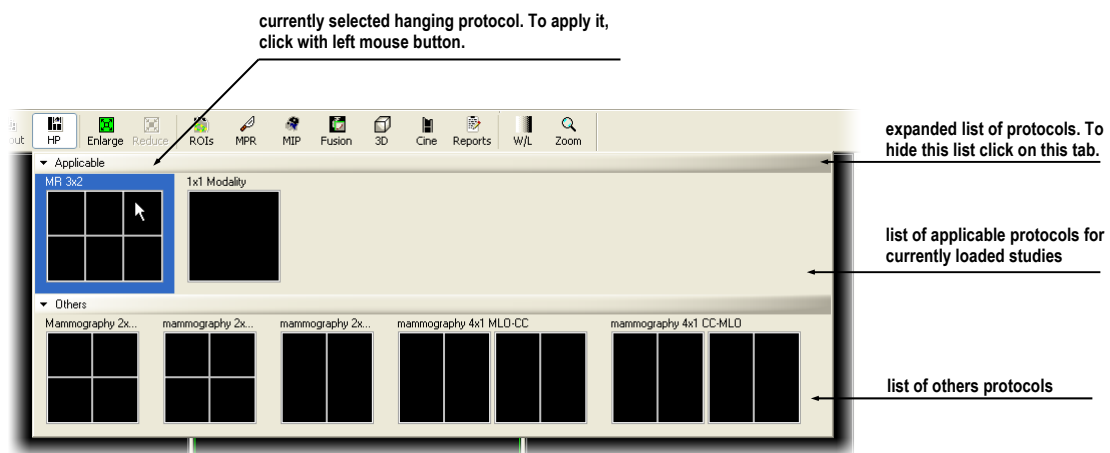 currently selected hanging protocol. To apply it,
click with left mouse button.
HP
Enlarge
Reduce
ROIs
MPR
MIP
Fusion
3D
Cine
Reports
W/L
Zoom
expanded list of protocols. To
hide this list click on this tab.
Applicable
MR 3x2
1x1 Modality
list of applicable protocols for
currently loaded studies
Others
Mammography 2x...
mammography 2x...
mammography 2x...
mammography 4x1 MLO-CC
mammography 4x1 CC-MLO
list of others protocols